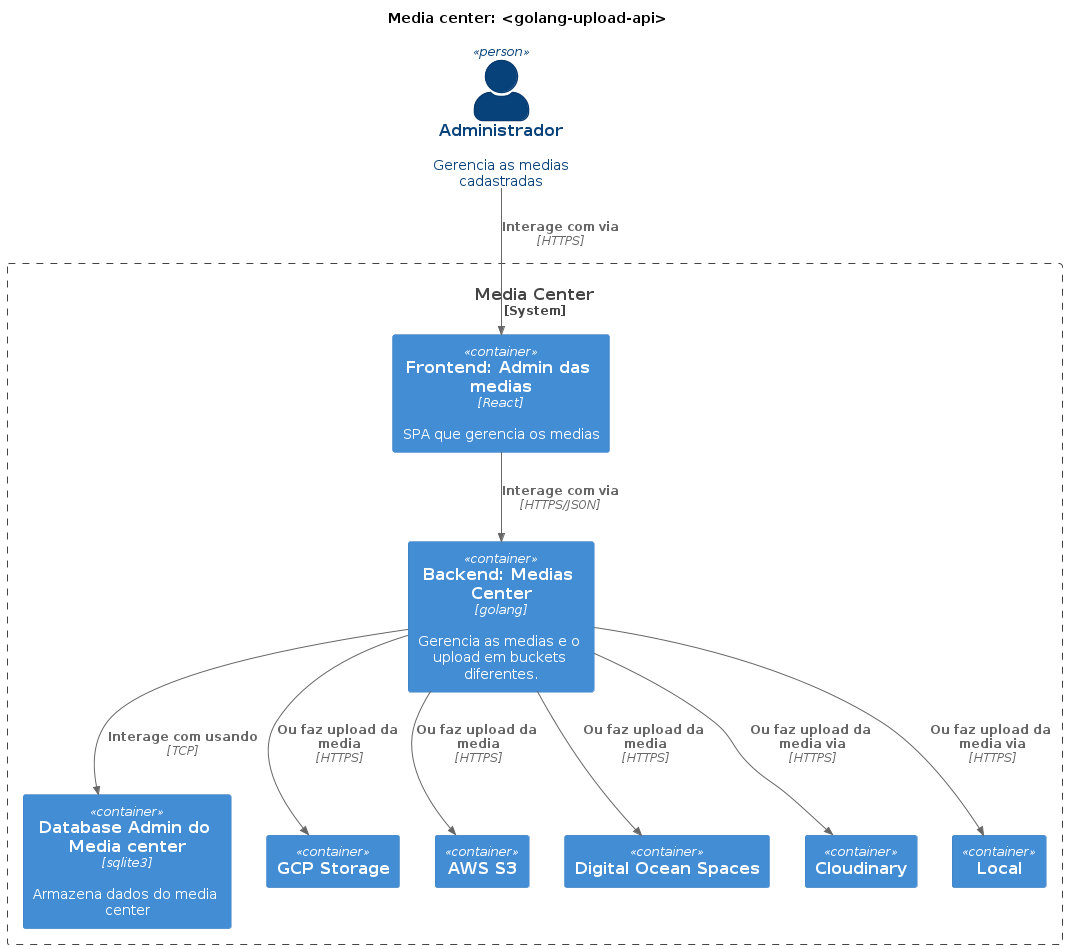 Media center: <golang-upload-api>
«person»
Administrador
Gerencia as medias
cadastradas
Interage com via
[HTTPS]
Media Center
[System]
«container»
Frontend: Admin das
medias
[React]
SPA que gerencia os medias
Interage com via
[HTTPS/JSON]
«container»
Backend: Medias
Center
[golang]
Gerencia as medias e o
upload em buckets
diferentes.
Interage com usando
[TCP]
Ou faz upload da
media
[HTTPS]
Ou faz upload da
media
[HTTPS]
Ou faz upload da
media
[HTTPS]
Ou faz upload da
media via
[HTTPS]
Ou faz upload da
media via
[HTTPS]
«container»
Database Admin do
Media center
[sqlite3]
Armazena dados do media
center
«container»
GCP Storage
«container»
AWS S3
«container»
Digital Ocean Spaces
«container»
Cloudinary
«container»
Local